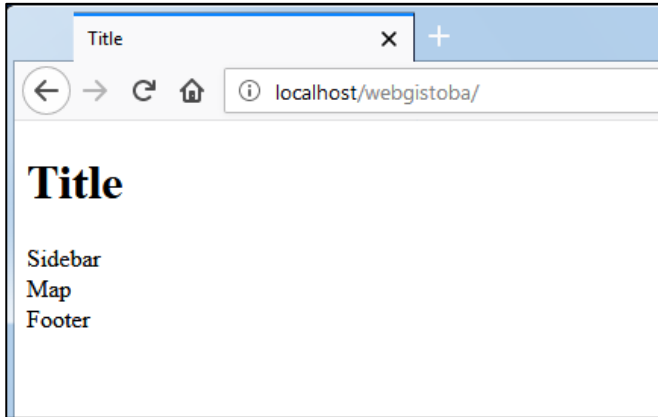 Title
localhost/webgistoba/
Title
Sidebar
Map
Footer